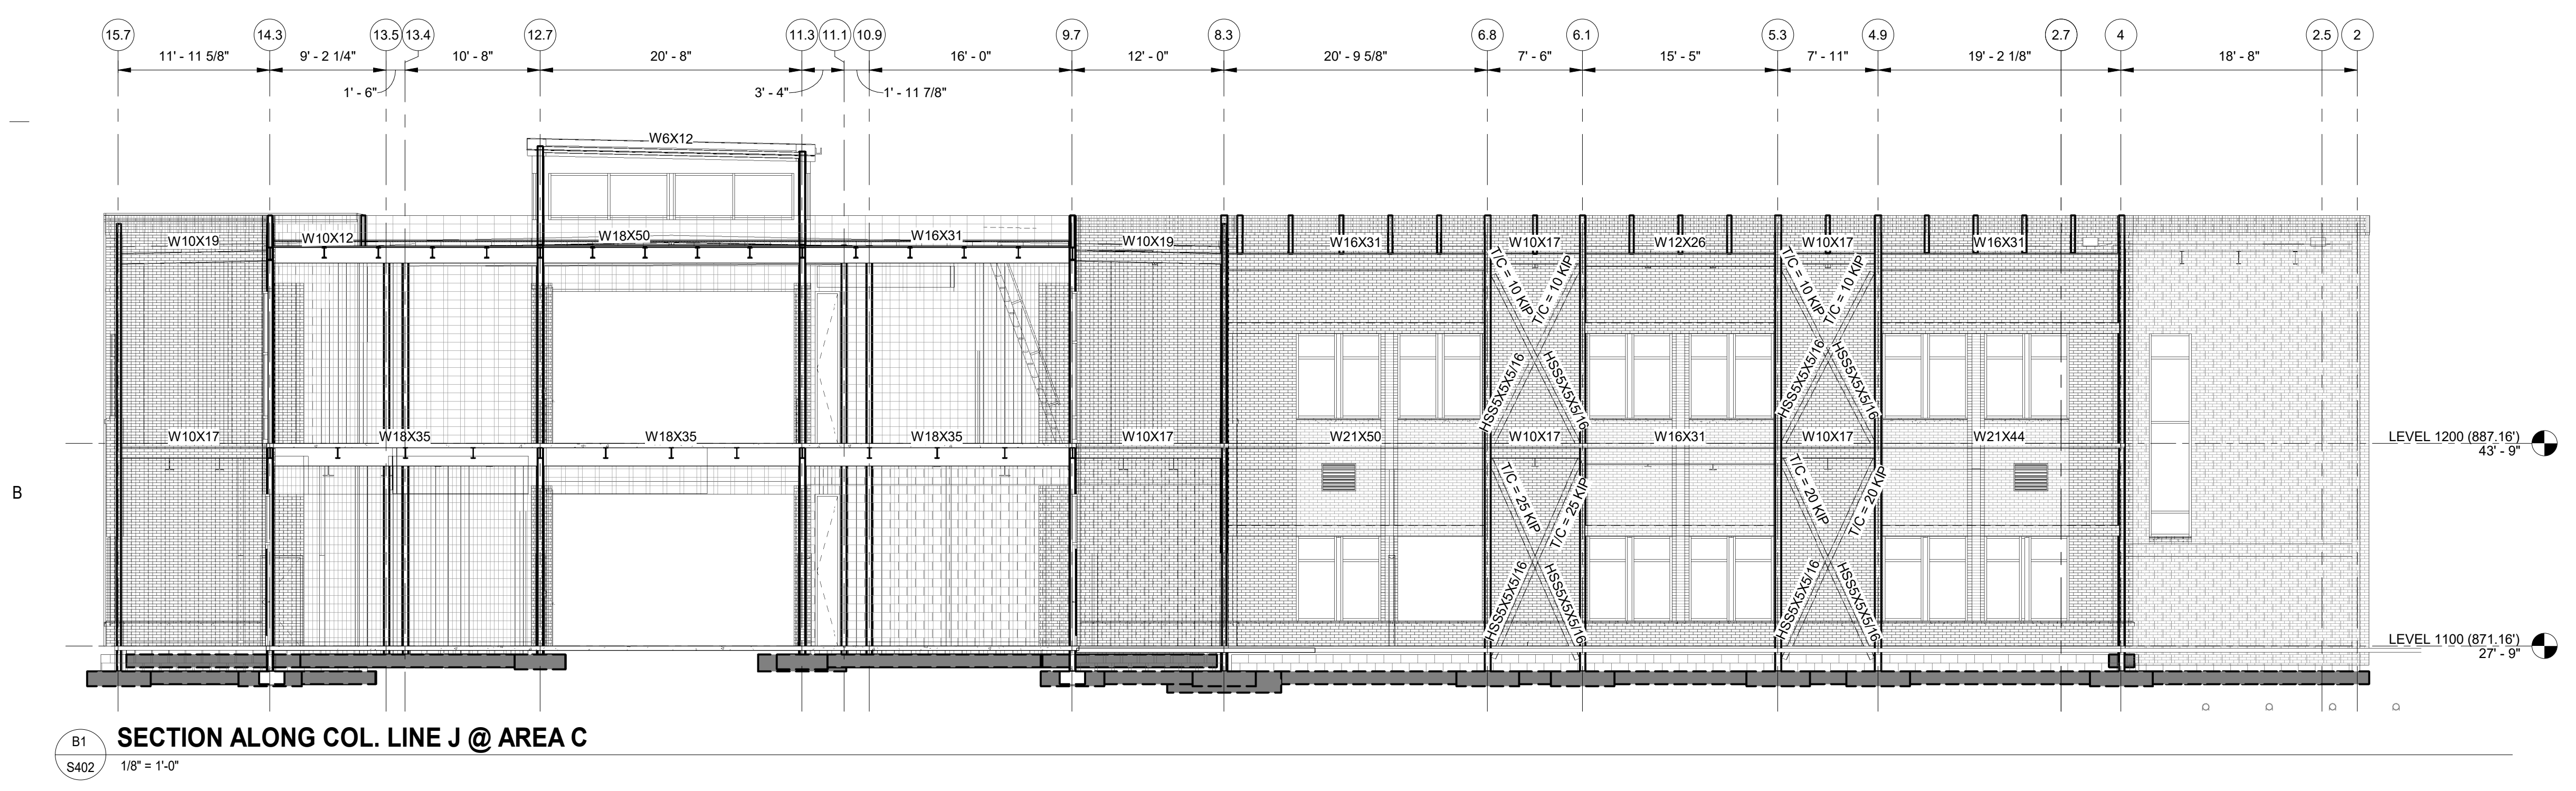 15.7 14.3 13.5 13.4 12.7 11.3 11.1 10.9 9.7 8.3 6.8 6.1 5.3 4.9 2.7 4 2.5 2
11' - 11 5/8" 9' - 2 1/4" 10' - 8" 20' - 8" 16' - 0" 12' - 0" 20' - 9 5/8" 7' - 6" 15' - 5" 7' - 11" 19' - 2 1/8" 18' - 8"
1' - 6" 3' - 4" 1' - 11 7/8"
W6X12
W10X19 W10X12 W18X50 W16X31 W10X19 W16X31 W10X17 W12X26 W10X17 W16X31
T/C = 10 KIP
T/C = 10 KIP
T/C = 10 KIP
T/C = 10 KIP
HSS5X5X5/16
HSS5X5X5/16
HSS5X5X5/16
HSS5X5X5/16
W10X17 W18X35 W18X35 W18X35 W10X17 W21X50 W10X17 W16X31 W10X17 W21X44
LEVEL 1200 (887.16')
43' - 9"
T/C = 25 KIP
T/C = 25 KIP
T/C = 20 KIP
T/C = 20 KIP
B
HSS5X5X5/16
HSS5X5X5/16
HSS5X5X5/16
HSS5X5X5/16
LEVEL 1100 (871.16')
27' - 9"
B1
S402
SECTION ALONG COL. LINE J @ AREA C
1/8" = 1'-0"